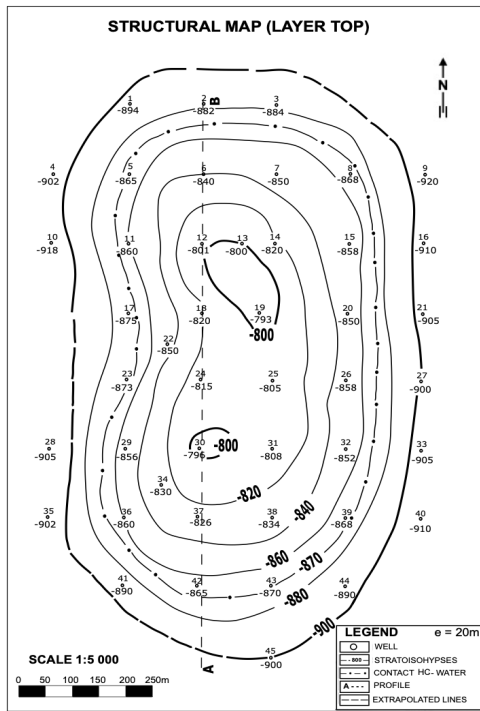 STRUCTURAL MAP (LAYER TOP)
N
B
1 2 3
-894 -882 -884
4 5 6 7 8 9
-902 -865 -840 -850 -868 -920
10 11 12 13 14 15 16
-918 -860 -801 -800 -820 -858 -910
17 18 19 20 21
-875 -820 -793 -850 -905
-800
22
-850
23 24 25 26 27
-873 -815 -805 -858 -900
28 29 30 31 32 33
-905 -856 -796 -808 -852 -905
-800
34
-830
-820
35 36 37 38 39 40
-902 -860 -826 -834 -868 -910
-840
-860
-870
41 42 43 44
-890 -865 -870 -890
-880
-900
45
-900
A
SCALE 1:5 000
0 50 100 150 200 250m
LEGEND e = 20m
WELL
-800- STRATOISOHYPSES
CONTACT HC- WATER
A - - - PROFILE
EXTRAPOLATED LINES